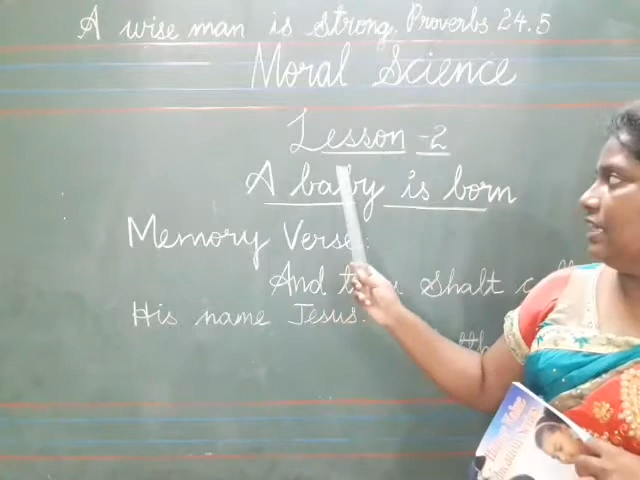 A wise man is strong. Proverbs 24.5
Moral Science
Lesson -2
A baby is born
Memory Verse:
And shalt
His name Jesus.